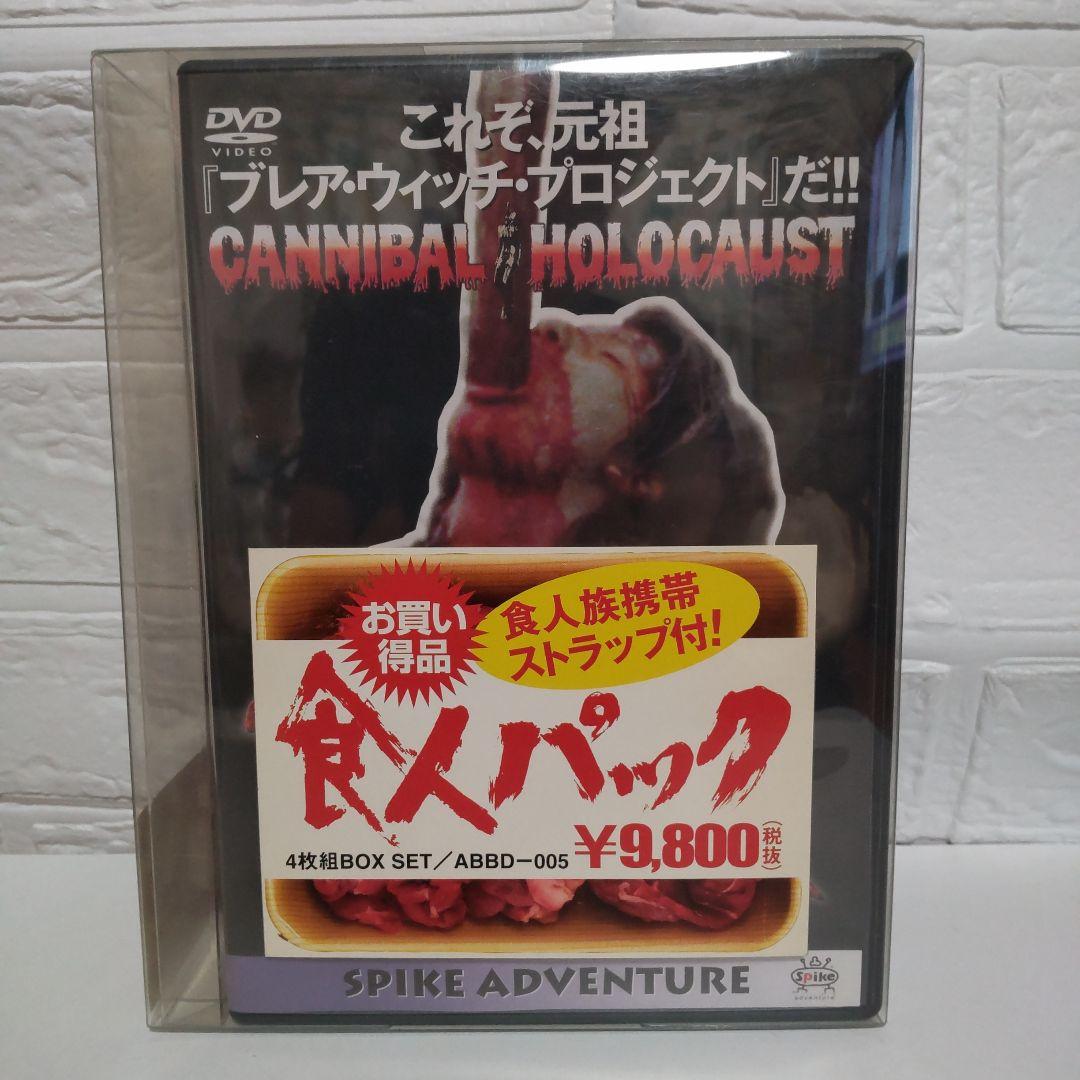 DVD
VIDEO
これぞ、元祖
『ブレア・ウィッチ・プロジェクト』だ!!
CANNIBAL HOLOCAUST
お買い
得品
食人族携帯
ストラップ付!
食人パック
4枚組BOX SET／ABBD－005
¥9,800(税抜)
SPIKE ADVENTURE
Spike
adventure